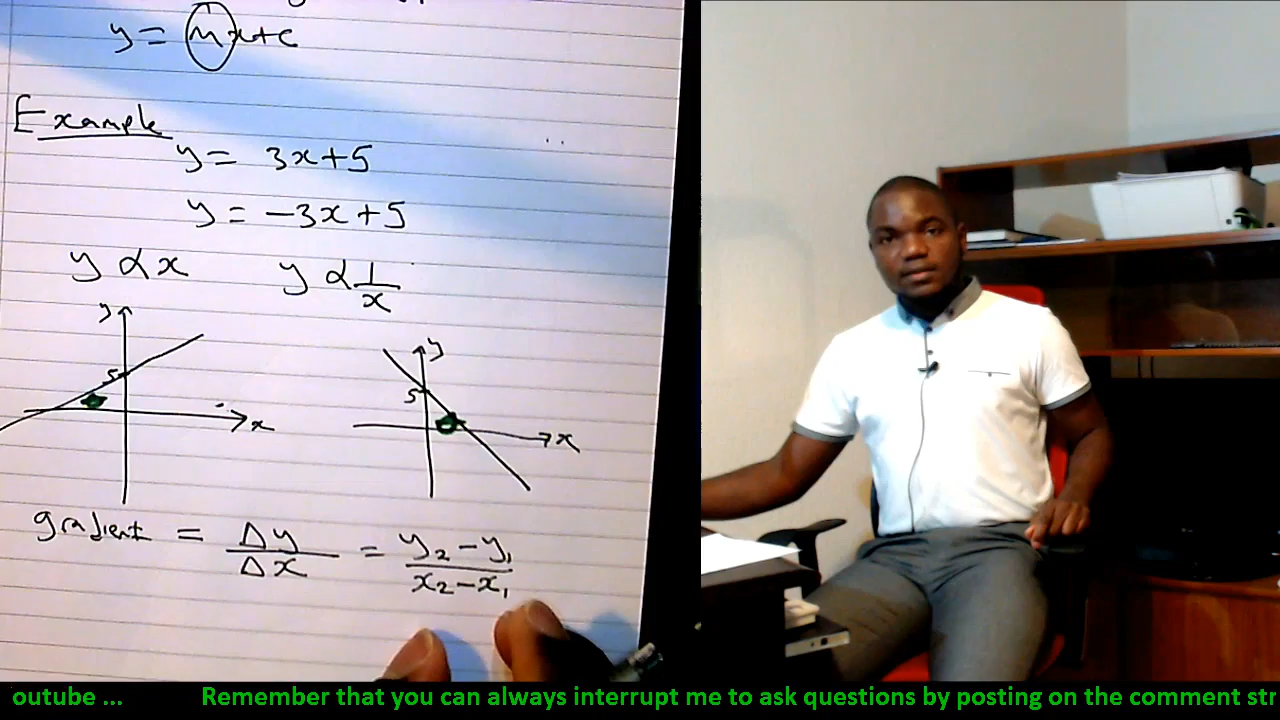 y = mx+c
Example
y = 3x+5
y = -3x+5
y ∝ x y ∝ 1/x
y 5 x
y 5 x
gradient = Δy/Δx = y₂-y₁/x₂-x₁
outube ... Remember that you can always interrupt me to ask questions by posting on the comment str